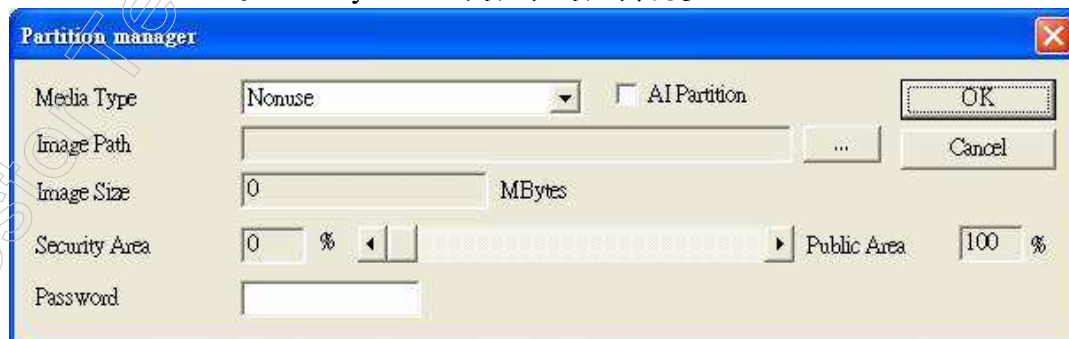 Partition manager
Media Type
Nonuse
AI Partition
OK
Image Path
...
Cancel
Image Size
0
MBytes
Security Area
0
%
Public Area
100
%
Password